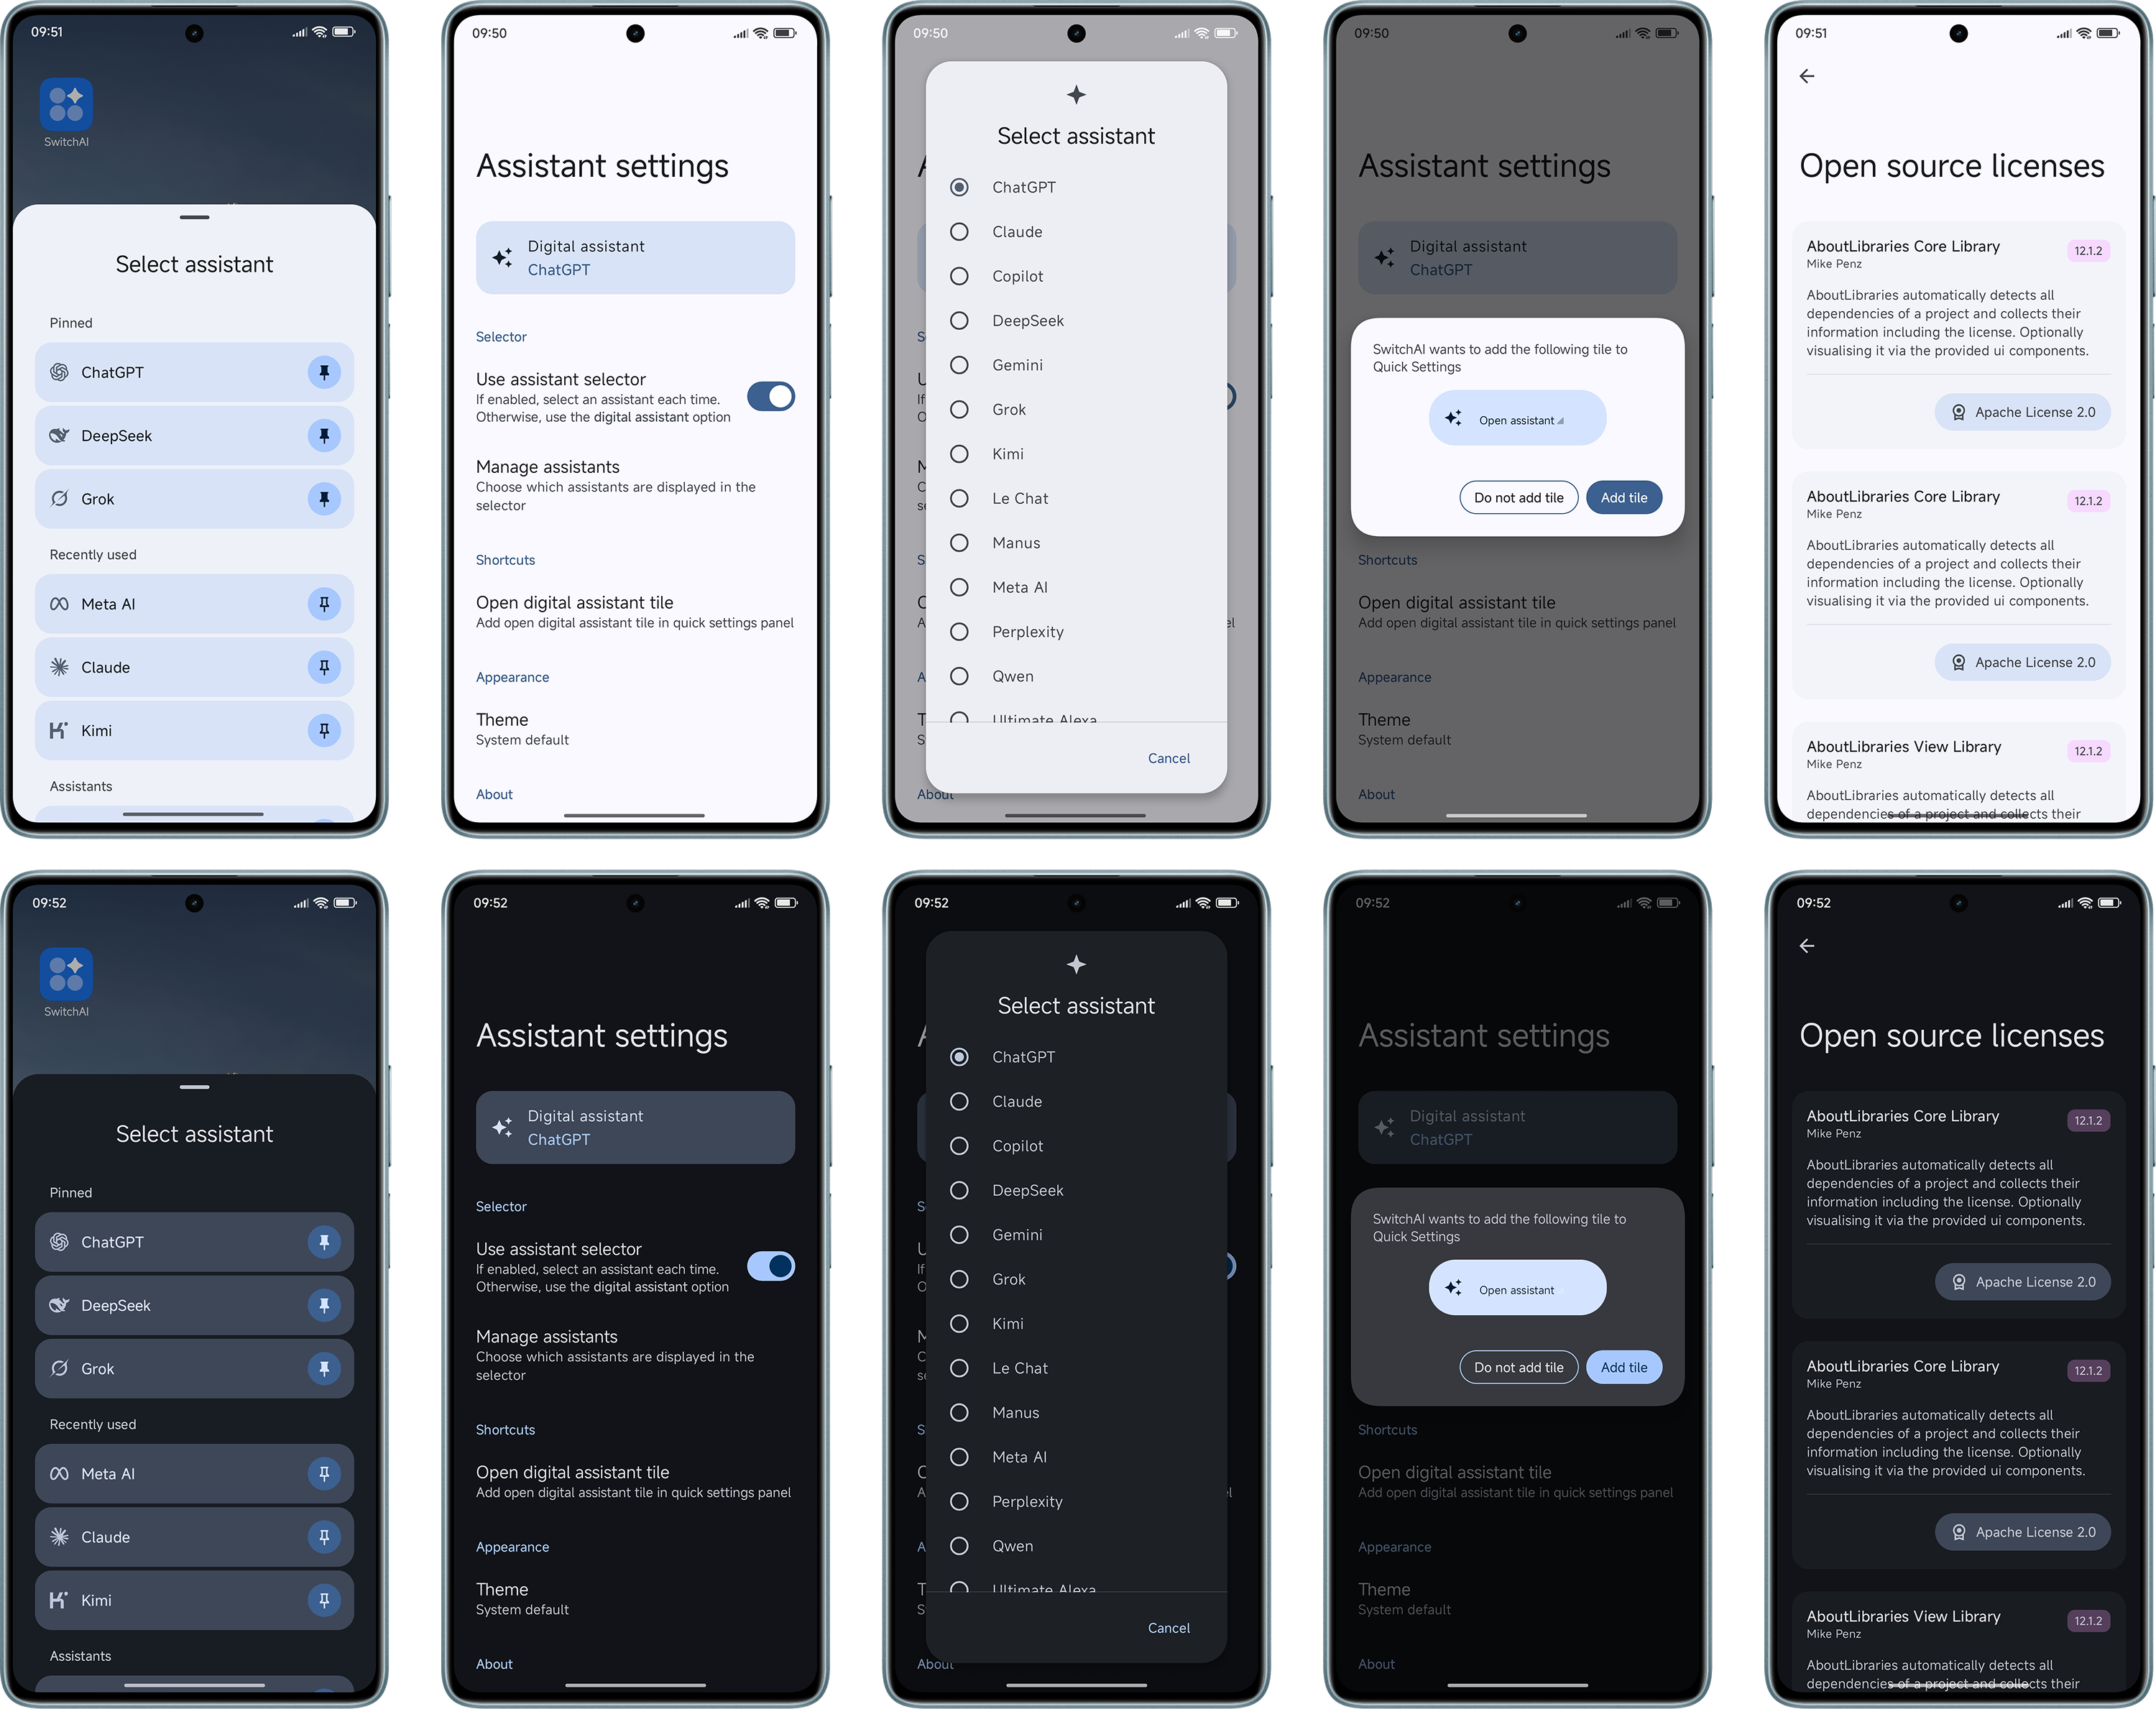 09:51
SwitchAI
Select assistant
Pinned
ChatGPT
DeepSeek
Grok
Recently used
Meta AI
Claude
Kimi
Assistants
09:50
Assistant settings
Digital assistant
ChatGPT
Selector
Use assistant selector
If enabled, select an assistant each time.
Otherwise, use the digital assistant option
Manage assistants
Choose which assistants are displayed in the
selector
Shortcuts
Open digital assistant tile
Add open digital assistant tile in quick settings panel
Appearance
Theme
System default
About
09:50
Select assistant
ChatGPT
Claude
Copilot
DeepSeek
Gemini
Grok
Kimi
Le Chat
Manus
Meta AI
Perplexity
Qwen
Ultimate Alexa
Cancel
About
09:50
Assistant settings
Digital assistant
ChatGPT
SwitchAI wants to add the following tile to
Quick Settings
Open assistant
Do not add tile
Add tile
Shortcuts
Open digital assistant tile
Add open digital assistant tile in quick settings panel
Appearance
Theme
System default
About
09:51
Open source licenses
AboutLibraries Core Library
12.1.2
Mike Penz
AboutLibraries automatically detects all
dependencies of a project and collects their
information including the license. Optionally
visualising it via the provided ui components.
Apache License 2.0
AboutLibraries Core Library
12.1.2
Mike Penz
AboutLibraries automatically detects all
dependencies of a project and collects their
information including the license. Optionally
visualising it via the provided ui components.
Apache License 2.0
AboutLibraries View Library
12.1.2
Mike Penz
AboutLibraries automatically detects all
dependencies of a project and collects their
09:52
SwitchAI
Select assistant
Pinned
ChatGPT
DeepSeek
Grok
Recently used
Meta AI
Claude
Kimi
Assistants
09:52
Assistant settings
Digital assistant
ChatGPT
Selector
Use assistant selector
If enabled, select an assistant each time.
Otherwise, use the digital assistant option
Manage assistants
Choose which assistants are displayed in the
selector
Shortcuts
Open digital assistant tile
Add open digital assistant tile in quick settings panel
Appearance
Theme
System default
About
09:52
Select assistant
ChatGPT
Claude
Copilot
DeepSeek
Gemini
Grok
Kimi
Le Chat
Manus
Meta AI
Perplexity
Qwen
Ultimate Alexa
Cancel
About
09:52
Assistant settings
Digital assistant
ChatGPT
SwitchAI wants to add the following tile to
Quick Settings
Open assistant
Do not add tile
Add tile
Shortcuts
Open digital assistant tile
Add open digital assistant tile in quick settings panel
Appearance
Theme
System default
About
09:52
Open source licenses
AboutLibraries Core Library
12.1.2
Mike Penz
AboutLibraries automatically detects all
dependencies of a project and collects their
information including the license. Optionally
visualising it via the provided ui components.
Apache License 2.0
AboutLibraries Core Library
12.1.2
Mike Penz
AboutLibraries automatically detects all
dependencies of a project and collects their
information including the license. Optionally
visualising it via the provided ui components.
Apache License 2.0
AboutLibraries View Library
12.1.2
Mike Penz
AboutLibraries automatically detects all
dependencies of a project and collects their